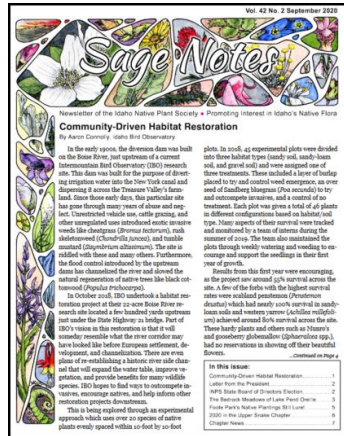 Vol. 42 No. 2 September 2020
Sage Notes
Newsletter of the Idaho Native Plant Society ● Promoting Interest in Idaho's Native Flora
Community-Driven Habitat Restoration
By Aaron Connolly, Idaho Bird Observatory
In the early 1900s, the diversion dam was built
on the Boise River, just upstream of a current
Intermountain Bird Observatory (IBO) research
site. This dam was built for the purpose of divert-
ing irrigation water into the New York canal and
dispersing it across the Treasure Valley's farm-
land. Since those early days, this particular site
has gone through many years of abuse and neg-
lect. Unrestricted vehicle use, cattle grazing, and
other unregulated uses introduced exotic invasive
weeds like cheatgrass (Bromus tectorum), rush
skeletonweed (Chondrilla juncea), and tumble
mustard (Sisymbrium altissimum). The site is
riddled with these and many others. Furthermore,
the flood control introduced by the upstream
dams has channelized the river and slowed the
natural regeneration of native trees like black cot-
tonwood (Populus trichocarpa).
In October 2018, IBO undertook a habitat res-
toration project at their 12-acre Boise River re-
search site located a few hundred yards upstream
just under the State Highway 21 bridge. Part of
IBO's vision in this restoration is that it will
someday resemble what the river corridor may
have looked like before European settlement, de-
velopment, and channelization. There are even
plans of re-establishing a historic river side chan-
nel that will expand the water table, improve ve-
getation, and provide benefits for many wildlife
species. IBO hopes to find ways to outcompete in-
vasives, encourage natives, and help inform other
restoration projects downstream.
This is being explored through an experimental
approach which uses over 20 species of native
plants evenly spaced within 10-foot by 10-foot
plots. In 2018, 45 experimental plots were divided
into three habitat types (sandy soil, sandy-loam
soil, and gravel soil) and were assigned one of
three treatments. These included a layer of burlap
placed to try and control weed emergence, an over
seed of Sandberg bluegrass (Poa secunda) to try
and outcompete invasives, and a control of no
treatment. Each plot was given a total of 46 plants
in different configurations based on habitat/soil
type. Many aspects of their survival were tracked
and monitored by a team of interns during the
summer of 2019. The team also maintained the
plots through weekly watering and weeding to en-
courage and support the seedlings in their first
year of growth.
Results from this first year were encouraging,
as the project saw around 55% survival across the
site. A few of the forbs with the highest survival
rates were scabland penstemon (Penstemon
deustus) which had nearly 100% survival in sandy-
loam soils and western yarrow (Achillea millefoli-
um) achieved around 80% survival across the site.
These hardy plants and others such as Munro's
and gooseberry globemallow (Sphaeralcea spp.),
had no reservations in showing off their beautiful
flowers.
...Continued on Page 4
In this issue:
Community-Driven Habitat Restoration 1
Letter from the President 2
INPS State Board of Directors Election 2
The Bedrock Meadows of Lake Pend Oreille 3
Foote Park's Native Plantings Bill Lure! 5
2020 in the Upper Snake Chapter 6
Chapter News 7